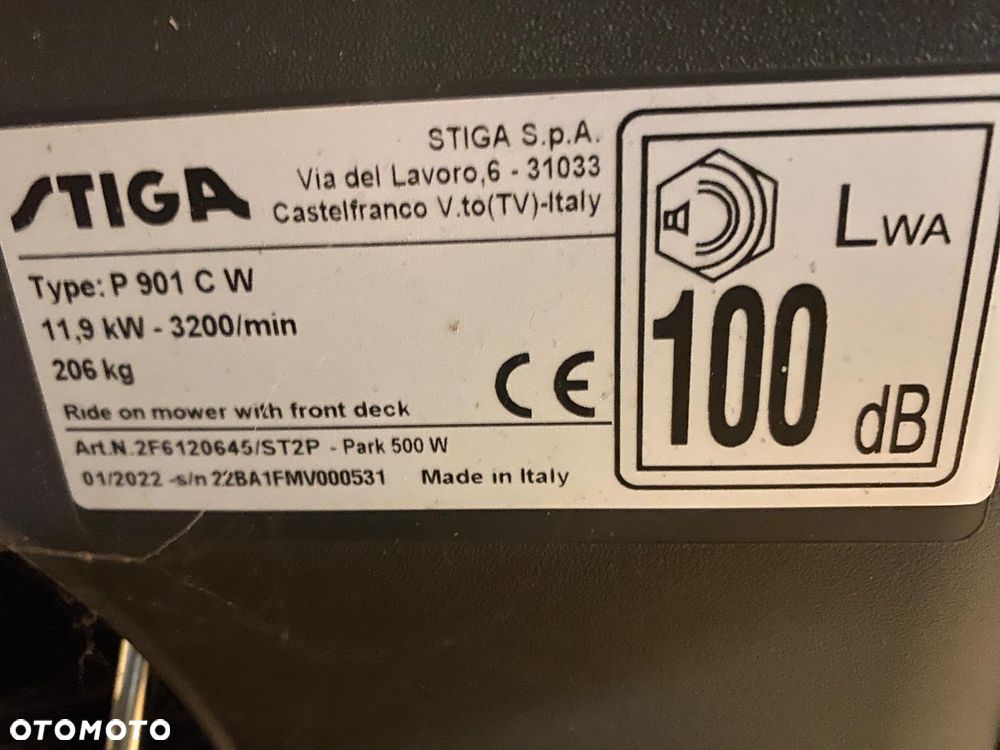 STIGA
STIGA S.p.A.
Via del Lavoro,6 - 31033
Castelfranco V.to(TV)-Italy
Type: P 901 C W
11,9 kW - 3200/min
206 kg
CE
Ride on mower with front deck
Art.N.2F6120645/ST2P - Park 500 W
01/2022 -s/n 22BA1FMV000531 Made in Italy
LWA
100
dB
OTOMOTO